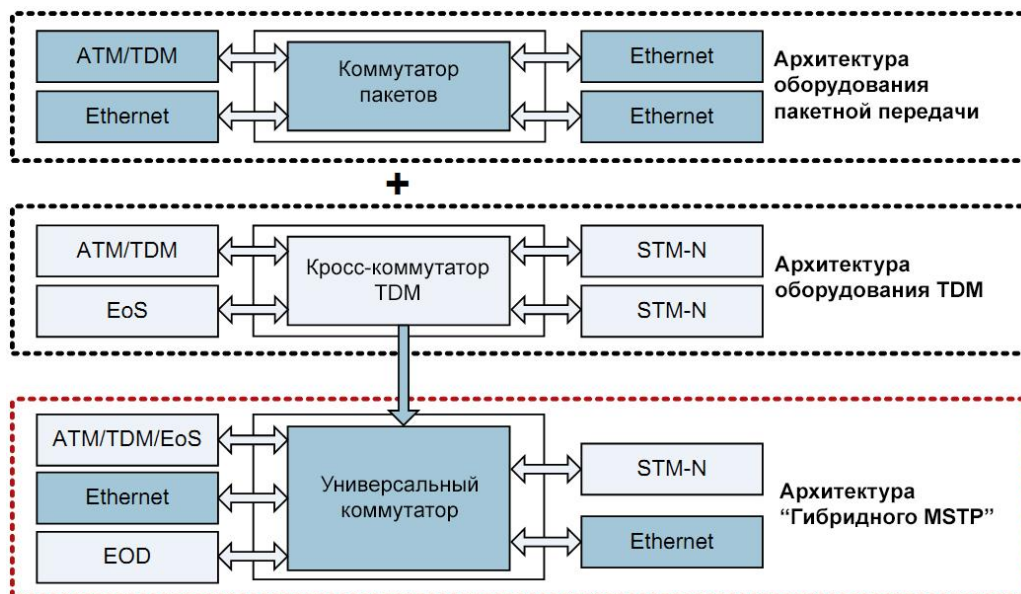 ATM/TDM
Ethernet
Коммутатор
пакетов
Ethernet
Ethernet
Архитектура
оборудования
пакетной передачи
+
ATM/TDM
EoS
Кросс-коммутатор
TDM
STM-N
STM-N
Архитектура
оборудования TDM
ATM/TDM/EoS
Ethernet
EOD
Универсальный
коммутатор
STM-N
Ethernet
Архитектура
“Гибридного MSTP”